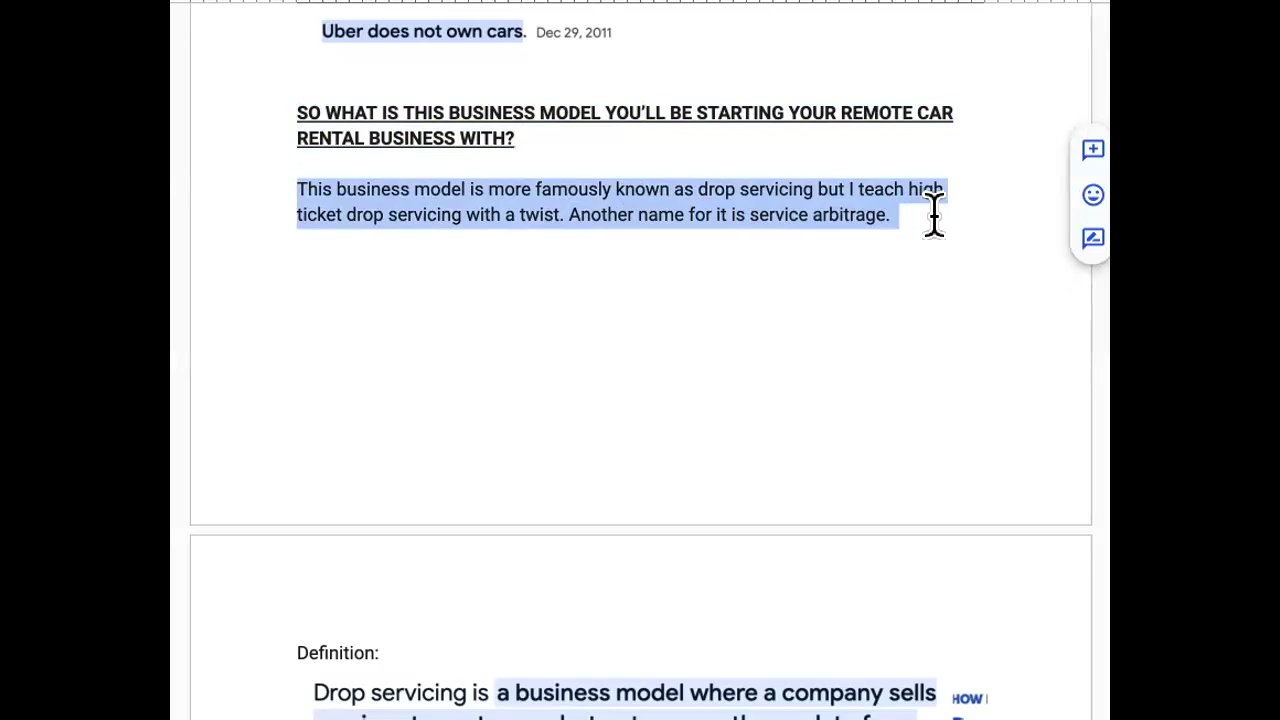 Uber does not own cars. Dec 29, 2011
SO WHAT IS THIS BUSINESS MODEL YOU'LL BE STARTING YOUR REMOTE CAR
RENTAL BUSINESS WITH?
This business model is more famously known as drop servicing but I teach high
ticket drop servicing with a twist. Another name for it is service arbitrage.
Definition:
Drop servicing is a business model where a company sells
HOW